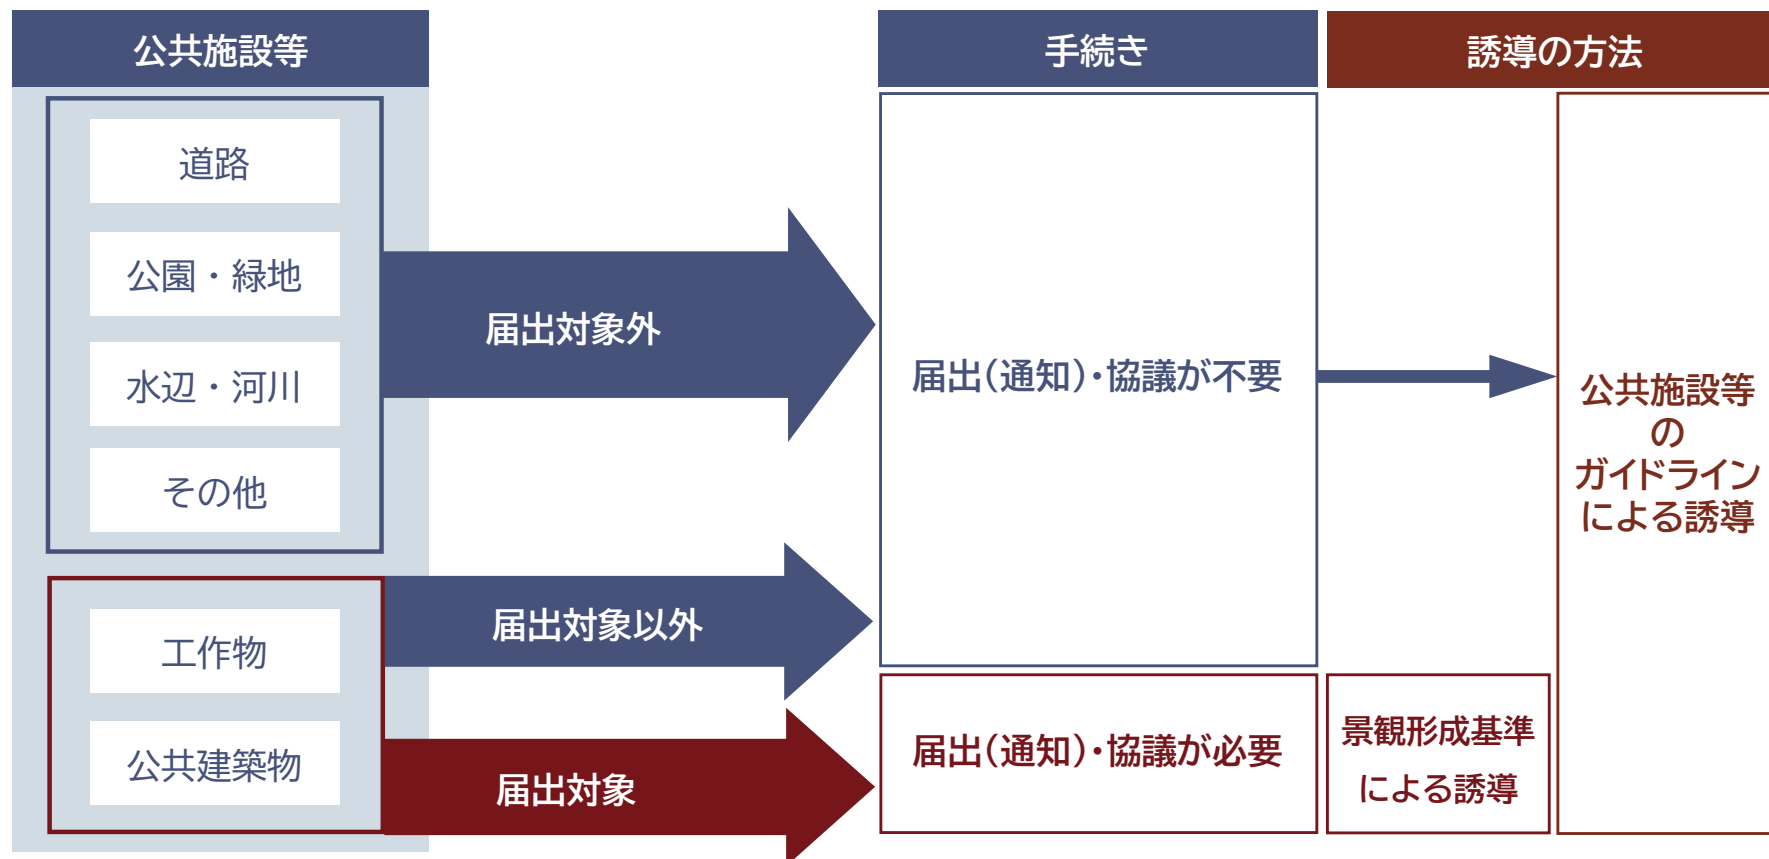 公共施設等
手続き
誘導の方法
道路
公園・緑地
水辺・河川
その他
届出対象外
届出(通知)・協議が不要
公共施設等
の
ガイドライン
による誘導
工作物
公共建築物
届出対象以外
届出対象
届出(通知)・協議が必要
景観形成基準
による誘導